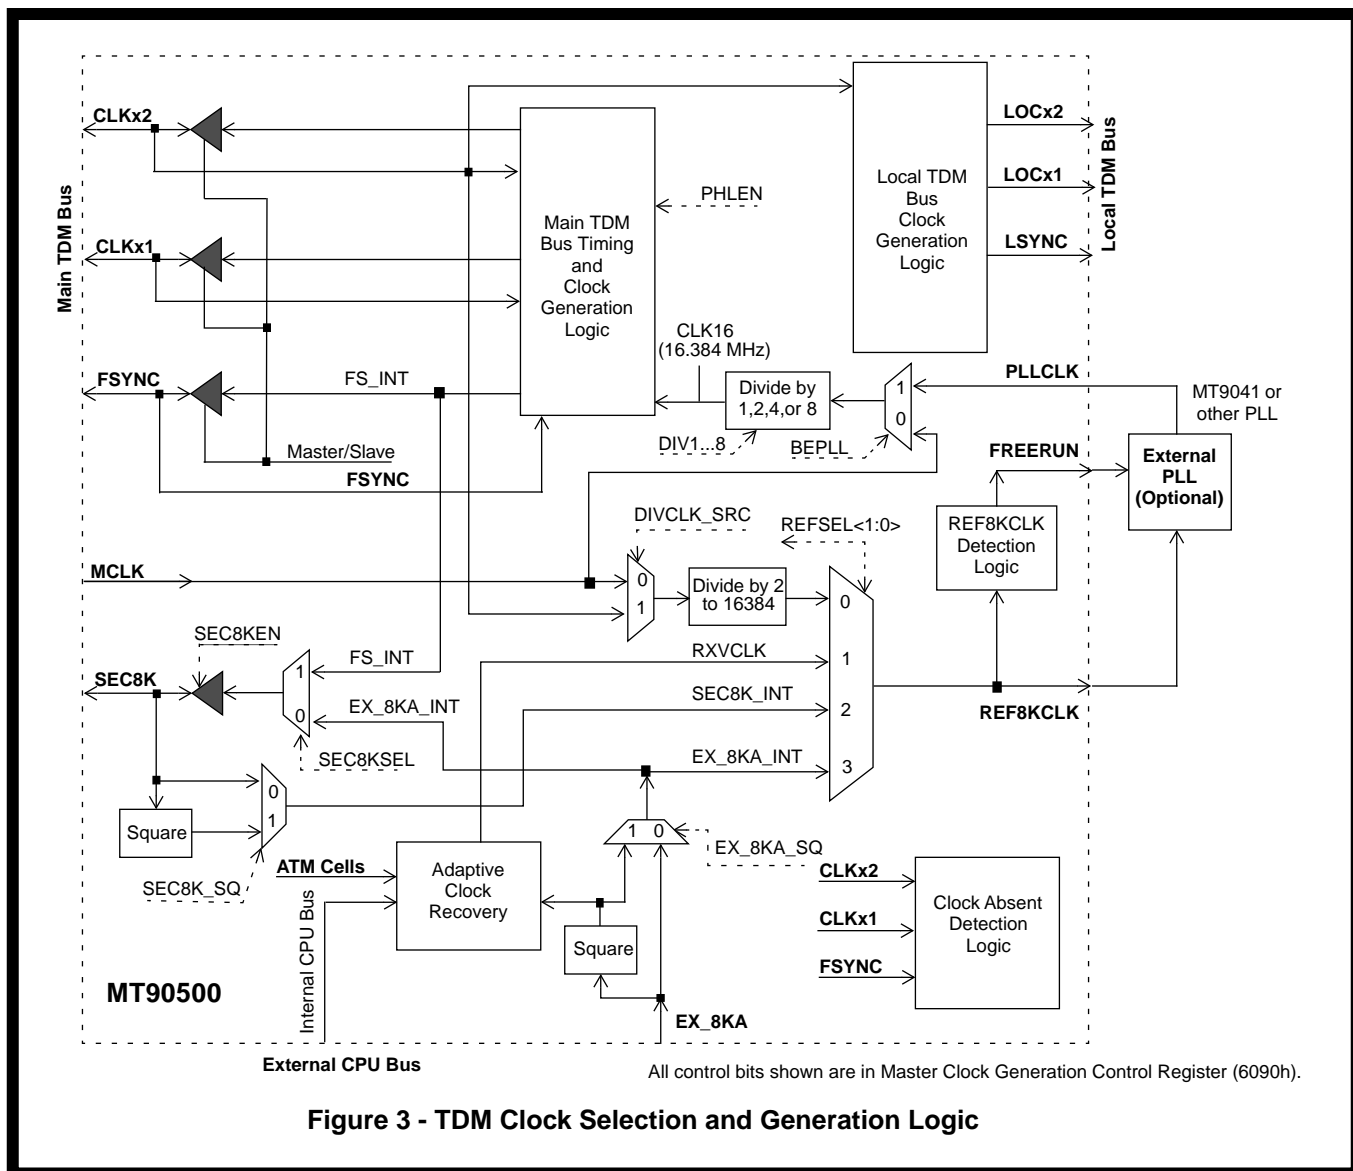 CLKx2
CLKx1
FSYNC
Main TDM Bus
FS_INT
Master/Slave
FSYNC
Main TDM
Bus Timing
and
Clock
Generation
Logic
PHLEN
CLK16
(16.384 MHz)
Divide by
1,2,4,or 8
DIV1...8
BEPLL
1
0
Local TDM
Bus
Clock
Generation
Logic
LOCx2
LOCx1
LSYNC
Local TDM Bus
PLLCLK
MT9041 or
other PLL
FREERUN
External
PLL
(Optional)
REF8KCLK
Detection
Logic
DIVCLK_SRC
REFSEL<1:0>
MCLK
0
1
Divide by 2
to 16384
0
1
2
3
RXVCLK
SEC8K_INT
EX_8KA_INT
REF8KCLK
SEC8KEN
SEC8K
FS_INT
1
0
EX_8KA_INT
SEC8KSEL
0
1
Square
SEC8K_SQ
ATM Cells
Internal CPU Bus
Adaptive
Clock
Recovery
1 0
EX_8KA_SQ
Square
EX_8KA
CLKx2
CLKx1
FSYNC
Clock Absent
Detection
Logic
MT90500
External CPU Bus
All control bits shown are in Master Clock Generation Control Register (6090h).
Figure 3 - TDM Clock Selection and Generation Logic